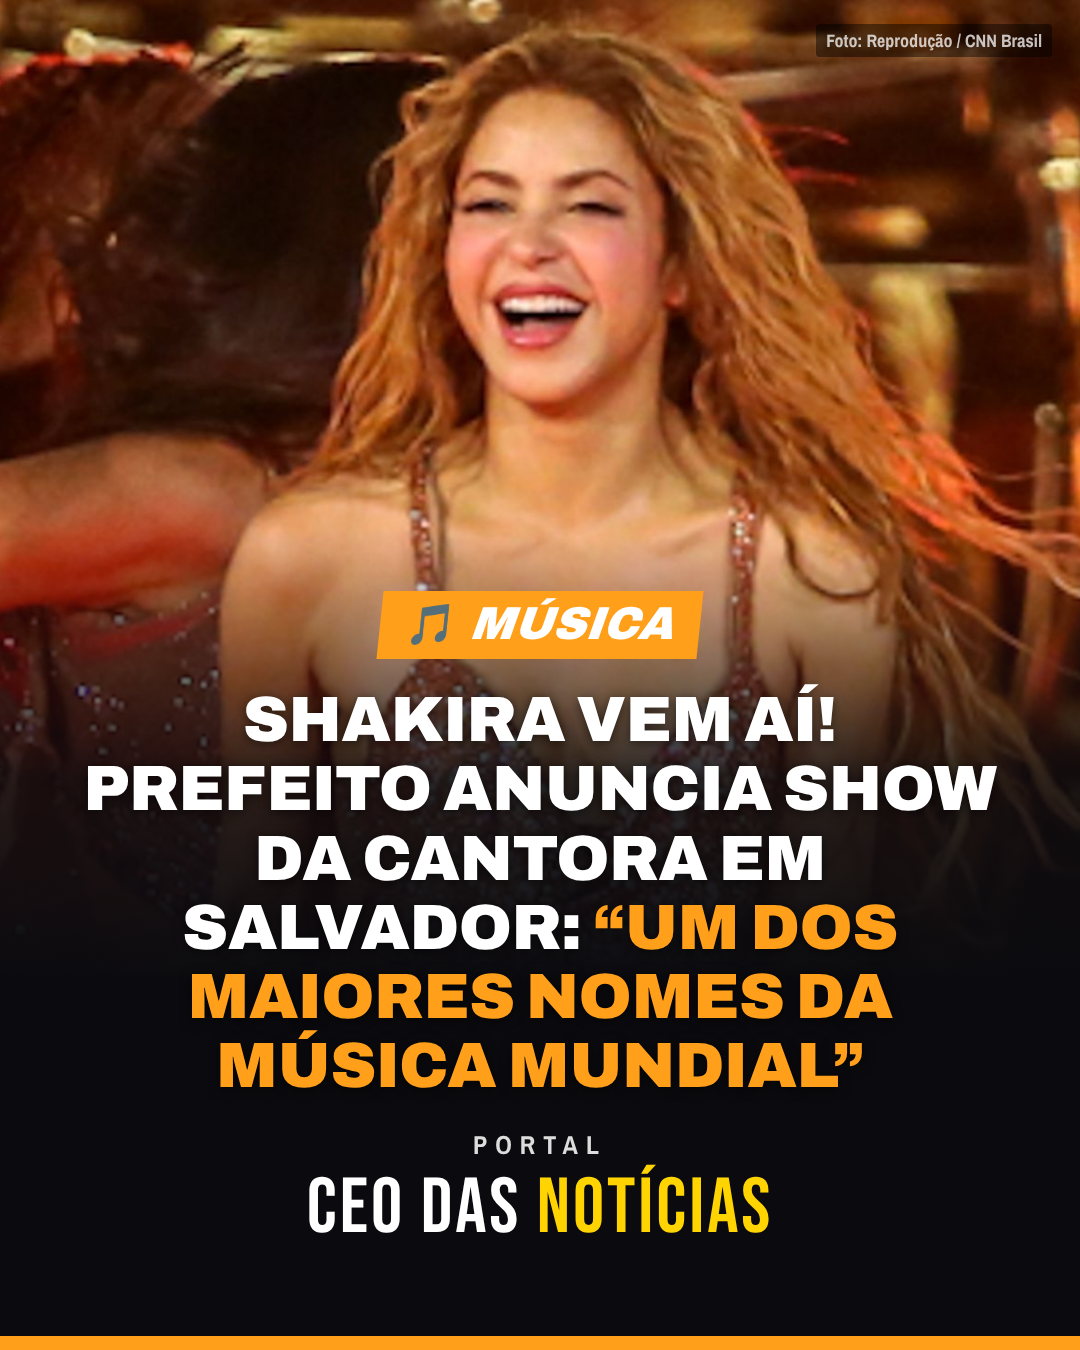 Foto: Reprodução / CNN Brasil
🎵 MÚSICA
SHAKIRA VEM AÍ!
PREFEITO ANUNCIA SHOW
DA CANTORA EM
SALVADOR: “UM DOS
MAIORES NOMES DA
MÚSICA MUNDIAL”
PORTAL
CEO DAS NOTÍCIAS